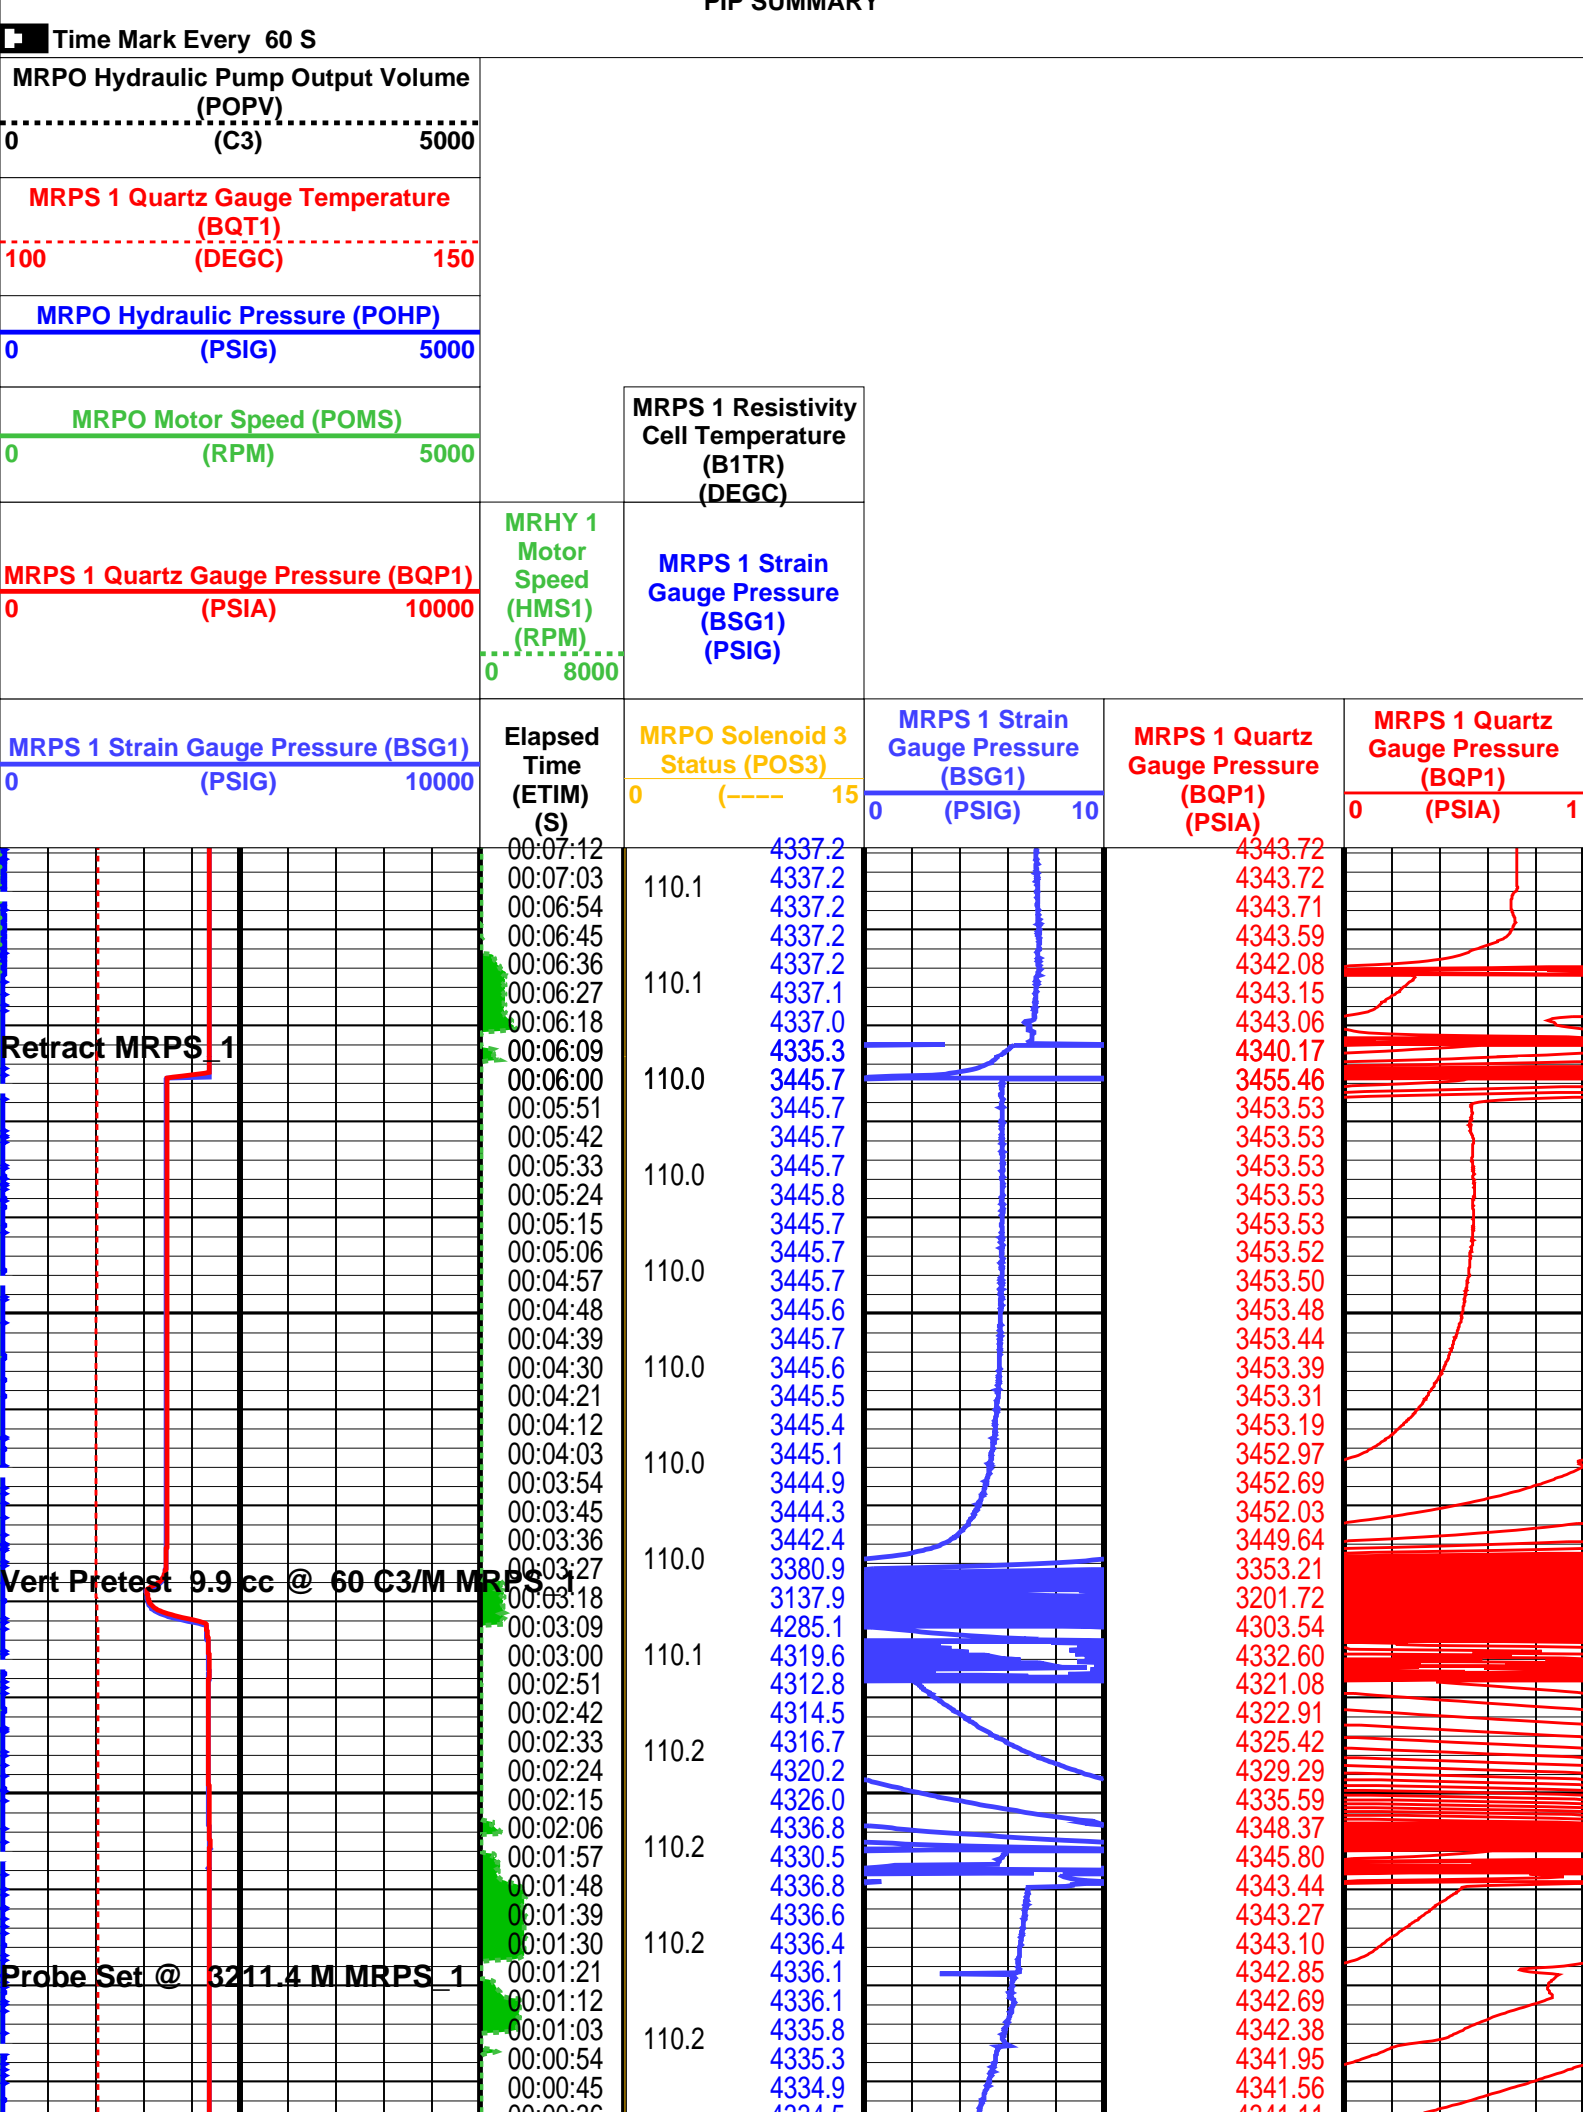 PIP SUMMARY
Time Mark Every 60 S
MRPO Hydraulic Pump Output Volume
(POPV)
0 (C3) 5000
MRPS 1 Quartz Gauge Temperature
(BQT1)
100 (DEGC) 150
MRPO Hydraulic Pressure (POHP)
0 (PSIG) 5000
MRPO Motor Speed (POMS)
0 (RPM) 5000
MRPS 1 Resistivity
Cell Temperature
(B1TR)
(DEGC)
MRPS 1 Quartz Gauge Pressure (BQP1)
0 (PSIA) 10000
MRHY 1
Motor
Speed
(HMS1)
(RPM)
0 8000
MRPS 1 Strain
Gauge Pressure
(BSG1)
(PSIG)
MRPS 1 Strain Gauge Pressure (BSG1)
0 (PSIG) 10000
Elapsed
Time
(ETIM)
(S)
MRPO Solenoid 3
Status (POS3)
0 (---- 15
MRPS 1 Strain
Gauge Pressure
(BSG1)
0 (PSIG) 10
MRPS 1 Quartz
Gauge Pressure
(BQP1)
(PSIA)
MRPS 1 Quartz
Gauge Pressure
(BQP1)
0 (PSIA) 1
00:07:12 4337.2 4343.72
00:07:03 110.1 4337.2 4343.72
00:06:54 4337.2 4343.71
00:06:45 4337.2 4343.59
00:06:36 4337.2 4342.08
00:06:27 110.1 4337.1 4343.15
00:06:18 4337.0 4343.06
Retract MRPS_1 00:06:09 4335.3 4340.17
00:06:00 110.0 3445.7 3455.46
00:05:51 3445.7 3453.53
00:05:42 3445.7 3453.53
00:05:33 110.0 3445.7 3453.53
00:05:24 3445.8 3453.53
00:05:15 3445.7 3453.53
00:05:06 3445.7 3453.52
00:04:57 110.0 3445.7 3453.50
00:04:48 3445.6 3453.48
00:04:39 3445.7 3453.44
00:04:30 110.0 3445.6 3453.39
00:04:21 3445.5 3453.31
00:04:12 3445.4 3453.19
00:04:03 110.0 3445.1 3452.97
00:03:54 3444.9 3452.69
00:03:45 3444.3 3452.03
00:03:36 110.0 3442.4 3449.64
00:03:27 3380.9 3353.21
Vert Pretest 9.9 cc @ 60 C3/M MRPS_1
00:03:18 3137.9 3201.72
00:03:09 4285.1 4303.54
00:03:00 110.1 4319.6 4332.60
00:02:51 4312.8 4321.08
00:02:42 4314.5 4322.91
00:02:33 110.2 4316.7 4325.42
00:02:24 4320.2 4329.29
00:02:15 4326.0 4335.59
00:02:06 4336.8 4348.37
00:01:57 110.2 4330.5 4345.80
00:01:48 4336.8 4343.44
00:01:39 4336.6 4343.27
00:01:30 110.2 4336.4 4343.10
Probe Set @ 3211.4 M MRPS_1 00:01:21 4336.1 4342.85
00:01:12 4336.1 4342.69
00:01:03 110.2 4335.8 4342.38
00:00:54 4335.3 4341.95
00:00:45 4334.9 4341.56